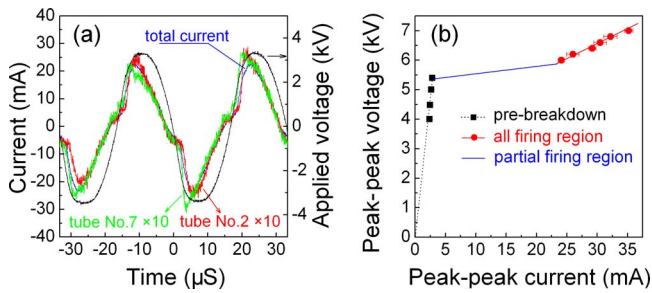 (a)
total current
tube No.7 ×10
tube No.2 ×10
Current (mA)
40
30
20
10
0
-10
-20
-30
-40
-30
-20
-10
0
10
20
30
Time (µS)
4
2
0
-2
-4
Applied voltage (kV)
(b)
pre-breakdown
all firing region
partial firing region
Peak-peak voltage (kV)
7
6
5
4
3
2
1
0
0
5
10
15
20
25
30
35
Peak-peak current (mA)